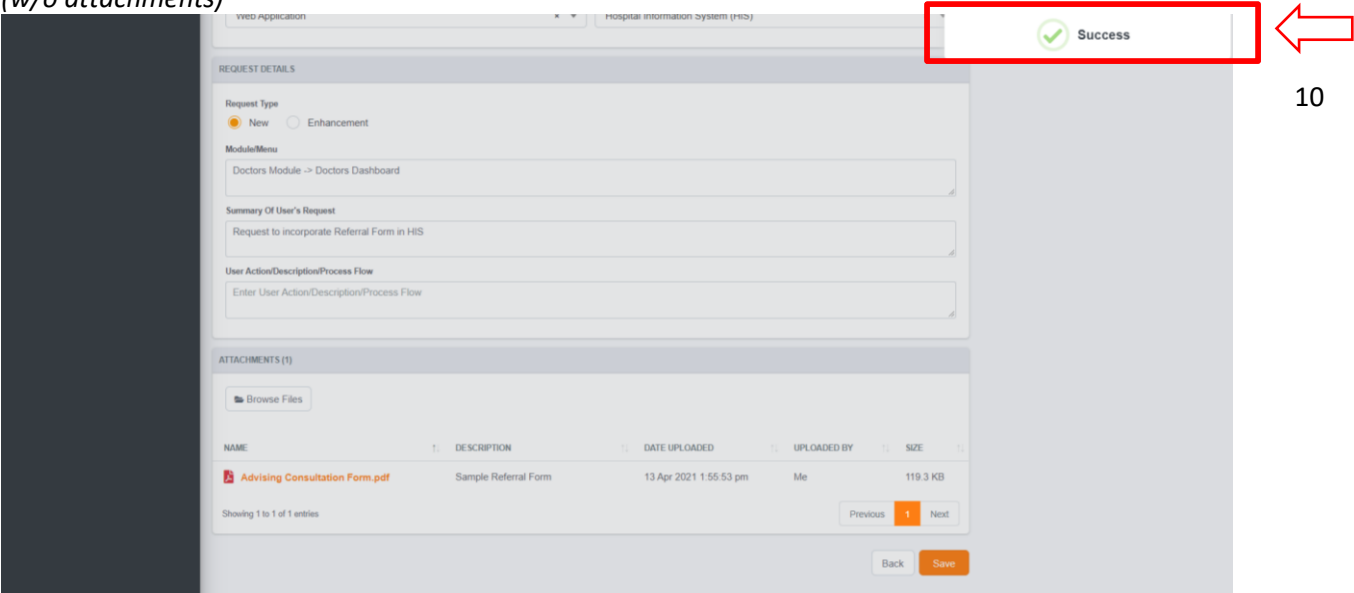 (w/o attachments)
Web Application × Hospital Information System (HIS)
Success
10
REQUEST DETAILS
Request Type
New Enhancement
Module/Menu
Doctors Module -> Doctors Dashboard
Summary Of User's Request
Request to incorporate Referral Form in HIS
User Action/Description/Process Flow
Enter User Action/Description/Process Flow
ATTACHMENTS (1)
Browse Files
NAME DESCRIPTION DATE UPLOADED UPLOADED BY SIZE
Advising Consultation Form.pdf Sample Referral Form 13 Apr 2021 1:55:53 pm Me 119.3 KB
Showing 1 to 1 of 1 entries Previous 1 Next
Back Save